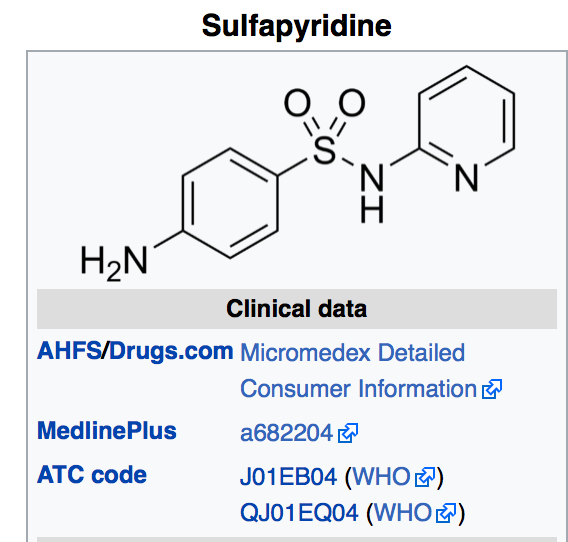 Sulfapyridine
O O
S
N
H
N
H₂N
Clinical data
AHFS/Drugs.com Micromedex Detailed
Consumer Information
MedlinePlus a682204
ATC code J01EB04 (WHO)
QJ01EQ04 (WHO)